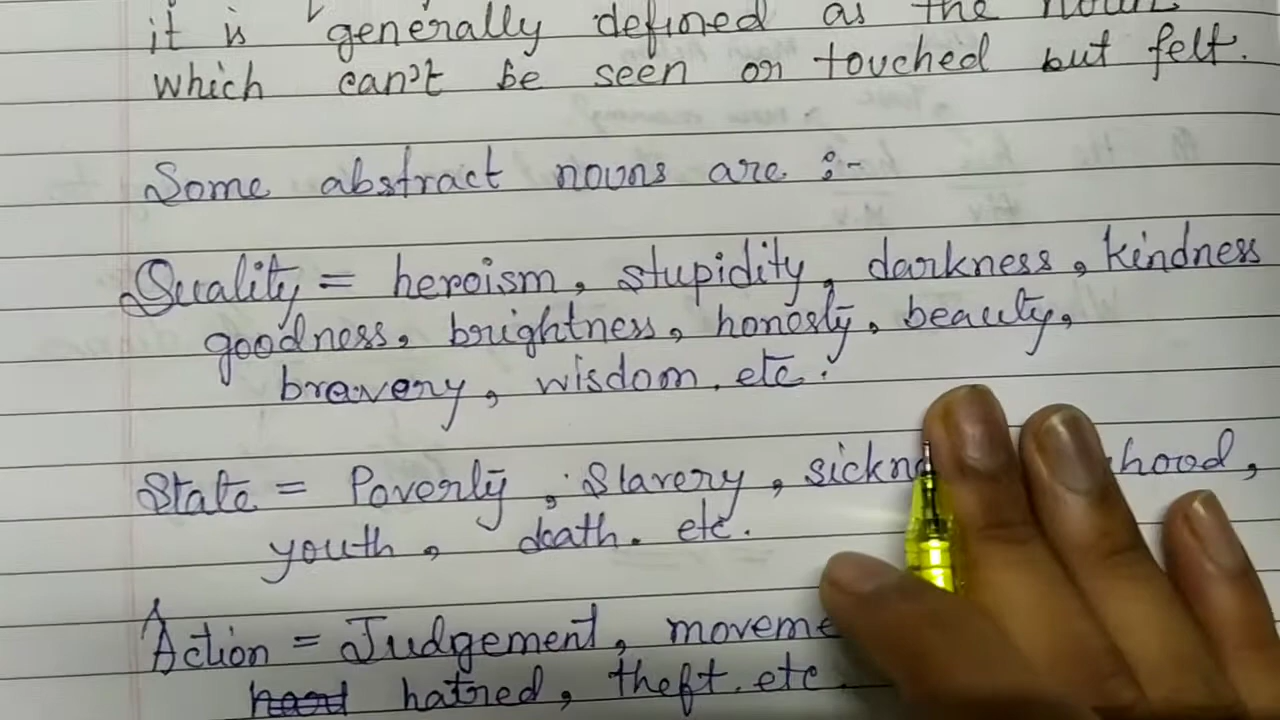 it is generally defined as the noun
which can't be seen or touched but felt.
Some abstract nouns are :-
Quality = heroism, stupidity, darkness, kindness
goodness, brightness, honesty, beauty,
bravery, wisdom. etc.
State = Poverty, Slavery, hood,
youth, death. etc.
Action = Judgement,
hatred, theft. etc.